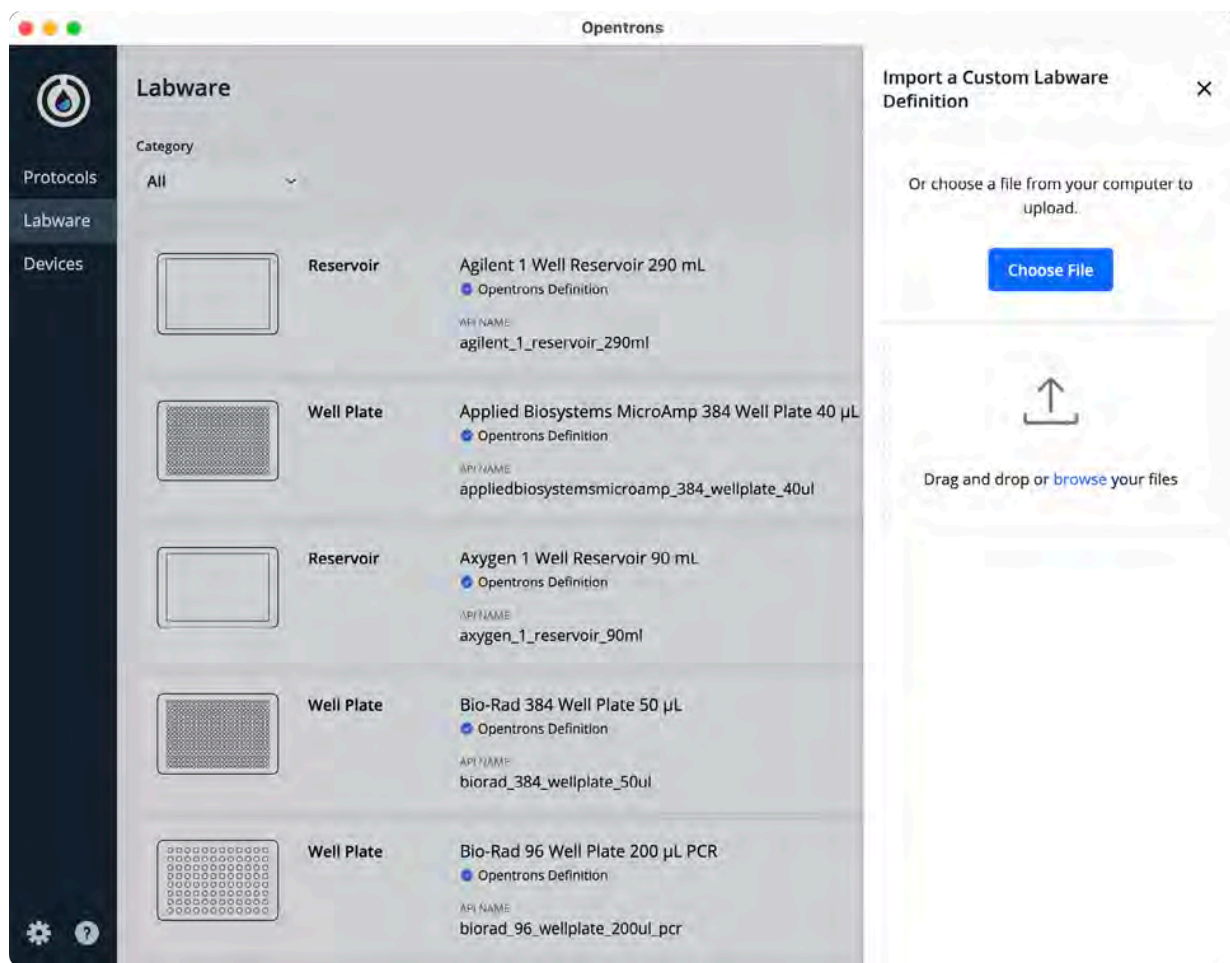 Opentrons
Protocols
Labware
Devices
Labware
Category
All
Reservoir
Agilent 1 Well Reservoir 290 mL
Opentrons Definition
API NAME
agilent_1_reservoir_290ml
Well Plate
Applied Biosystems MicroAmp 384 Well Plate 40 μL
Opentrons Definition
API NAME
appliedbiosystemsmicroamp_384_wellplate_40ul
Reservoir
Axygen 1 Well Reservoir 90 mL
Opentrons Definition
API NAME
axygen_1_reservoir_90ml
Well Plate
Bio-Rad 384 Well Plate 50 μL
Opentrons Definition
API NAME
biorad_384_wellplate_50ul
Well Plate
Bio-Rad 96 Well Plate 200 μL PCR
Opentrons Definition
API NAME
biorad_96_wellplate_200ul_pcr
Import a Custom Labware
Definition
Or choose a file from your computer to
upload.
Choose File
Drag and drop or browse your files